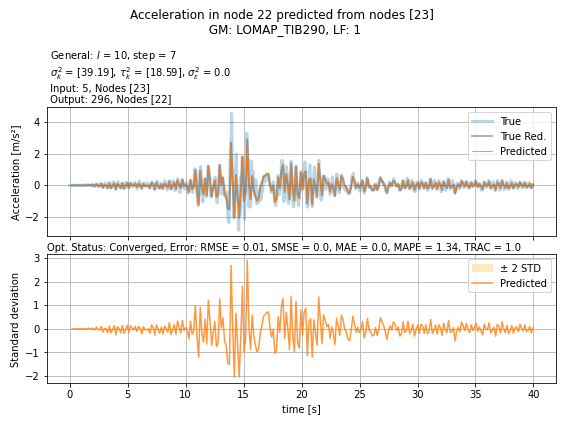 Acceleration in node 22 predicted from nodes [23]
GM: LOMAP_TIB290, LF: 1
General: l = 10, step = 7
σ²ₖ = [39.19], τ²ₖ = [18.59], σ²ε = 0.0
Input: 5, Nodes [23]
Output: 296, Nodes [22]
Acceleration [m/s²]
4
2
0
−2
True
True Red.
Predicted
Opt. Status: Converged, Error: RMSE = 0.01, SMSE = 0.0, MAE = 0.0, MAPE = 1.34, TRAC = 1.0
Standard deviation
3
2
1
0
−1
−2
± 2 STD
Predicted
0 5 10 15 20 25 30 35 40
time [s]